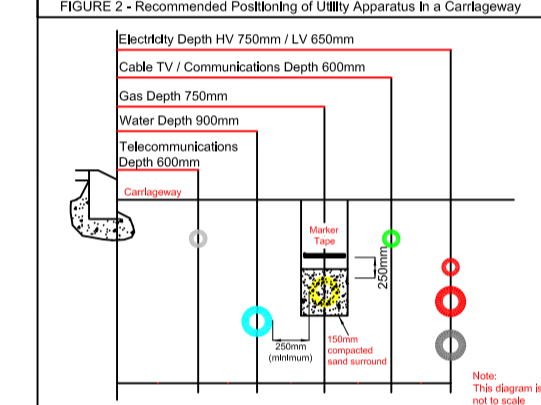 FIGURE 2 - Recommended Positioning of Utility Apparatus in a Carriageway
Electricity Depth HV 750mm / LV 650mm
Cable TV / Communications Depth 600mm
Gas Depth 750mm
Water Depth 900mm
Telecommunications
Depth 600mm
Carriageway
Marker
Tape
250mm
250mm
(minimum)
150mm
compacted
sand surround
Note:
This diagram is
not to scale